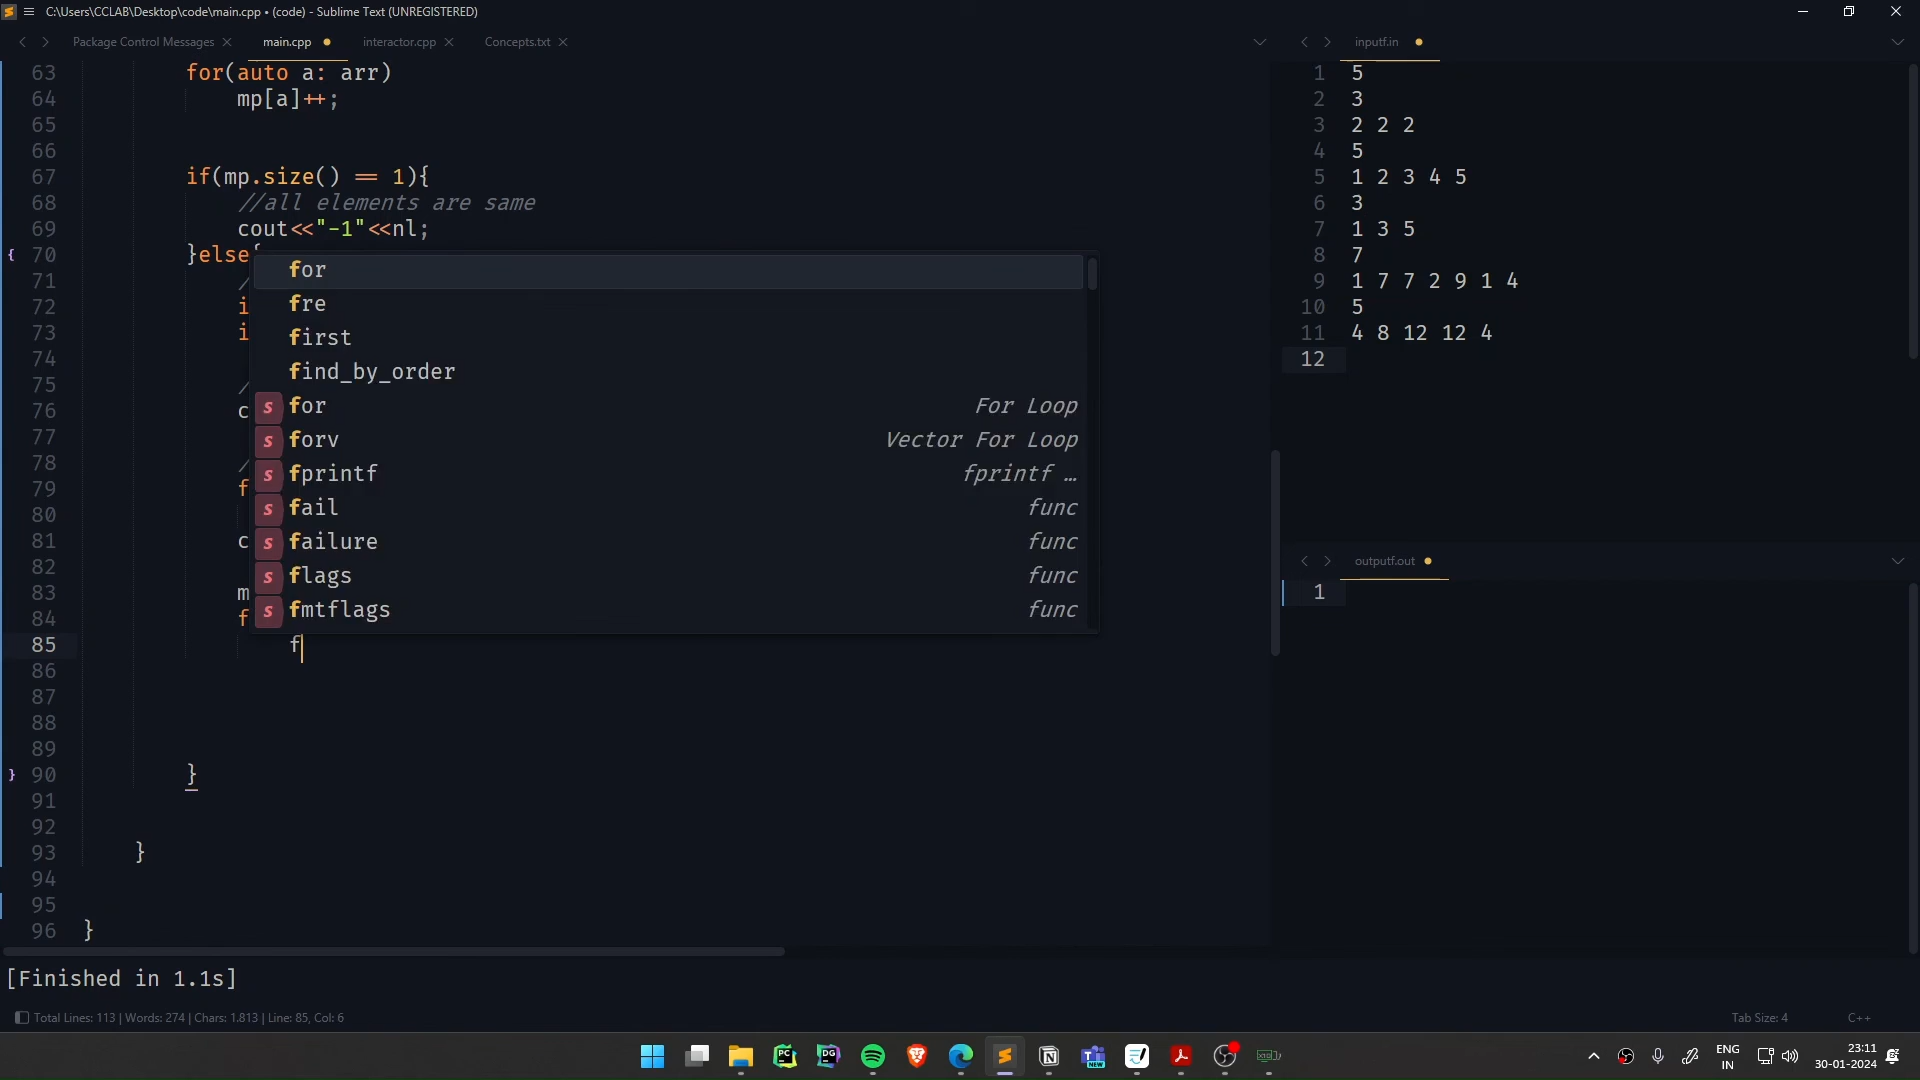 C:\Users\CCLAB\Desktop\code\main.cpp • (code) - Sublime Text (UNREGISTERED)
Package Control Messages
main.cpp
interactor.cpp
Concepts.txt
63 for(auto a: arr)
64 mp[a]++;
65
66
67 if(mp.size() == 1){
68 //all elements are same
69 cout<<"-1"<<nl;
{ 70 }else{
71 /
72 i
73 i
74
75 /
76 c
77
78 /
79 f
80
81 c
82
83 m
84 f
85 f
86
87
88
89
} 90 }
91
92
93 }
94
95
96 }
for
fre
first
find_by_order
s for For Loop
s forv Vector For Loop
s fprintf fprintf …
s fail func
s failure func
s flags func
s fmtflags func
inputf.in
1 5
2 3
3 2 2 2
4 5
5 1 2 3 4 5
6 3
7 1 3 5
8 7
9 1 7 7 2 9 1 4
10 5
11 4 8 12 12 4
12
outputf.out
1
[Finished in 1.1s]
Total Lines: 113 | Words: 274 | Chars: 1.813 | Line: 85, Col: 6
Tab Size: 4
C++
PC
DG
NEW
ENG
IN
23:11
30-01-2024